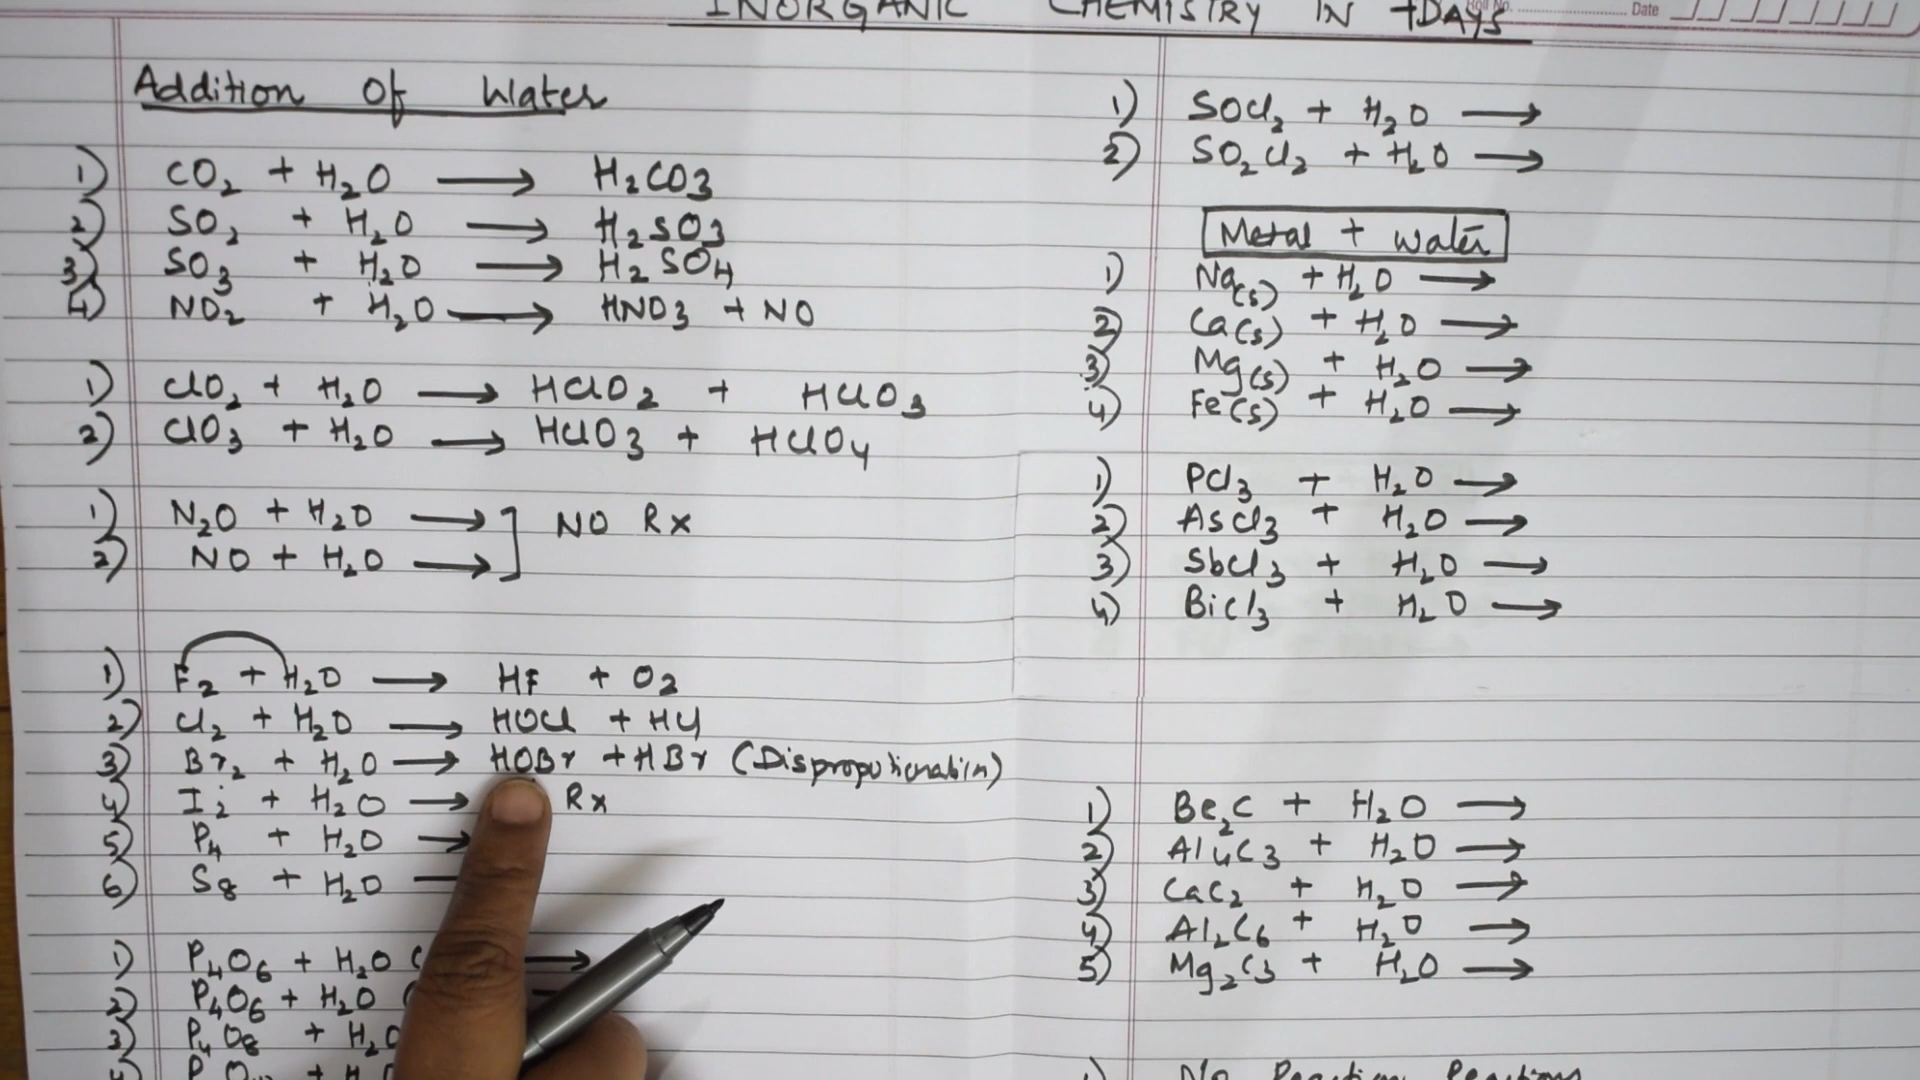 INORGANIC CHEMISTRY IN 7DAYS
Roll No. Date
Addition Of Water
1) CO₂ + H₂O ⟶ H₂CO3
2) SO₂ + H₂O ⟶ H₂SO3
3) SO₃ + H₂O ⟶ H₂SO4
4) NO₂ + H₂O ⟶ HNO3 + NO
1) ClO₂ + H₂O ⟶ HClO₂ + HClO₃
2) ClO₃ + H₂O ⟶ HClO₃ + HClO₄
1) N₂O + H₂O ⟶ ] NO Rx
2) NO + H₂O ⟶
1) F₂ + H₂O ⟶ HF + O₂
2) Cl₂ + H₂O ⟶ HOCl + HCl
3) Br₂ + H₂O ⟶ HOBr + HBr (Disproportionation)
4) I₂ + H₂O ⟶ Rx
5) P₄ + H₂O ⟶
6) S₈ + H₂O —
1) P₄O₆ + H₂O ( ⟶
2) P₄O₆ + H₂O (
3) P₄O₈ + H₂O
1) SOCl₂ + H₂O ⟶
2) SO₂Cl₂ + H₂O ⟶
Metal + water
1) Na(s) + H₂O ⟶
2) Ca(s) + H₂O ⟶
3) Mg(s) + H₂O ⟶
4) Fe(s) + H₂O ⟶
1) PCl₃ + H₂O ⟶
2) AsCl₃ + H₂O ⟶
3) SbCl₃ + H₂O ⟶
4) BiCl₃ + H₂O ⟶
1) Be₂C + H₂O ⟶
2) Al₄C₃ + H₂O ⟶
3) CaC₂ + H₂O ⟶
4) Al₂C₆ + H₂O ⟶
5) Mg₂C₃ + H₂O ⟶
1) No Reaction Reactions